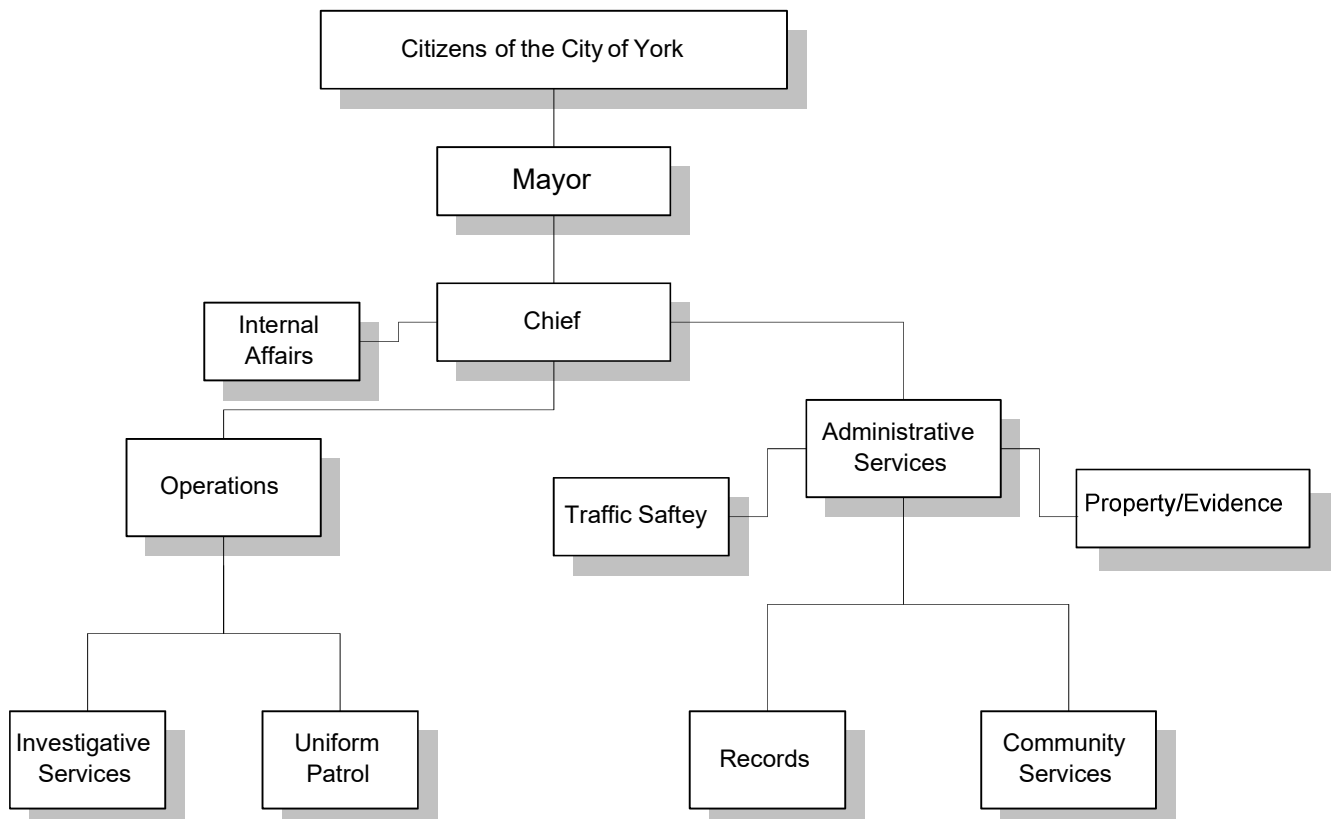 Citizens of the City of York
Mayor
Chief
Internal
Affairs
Administrative
Services
Operations
Traffic Saftey
Property/Evidence
Investigative
Services
Uniform
Patrol
Records
Community
Services